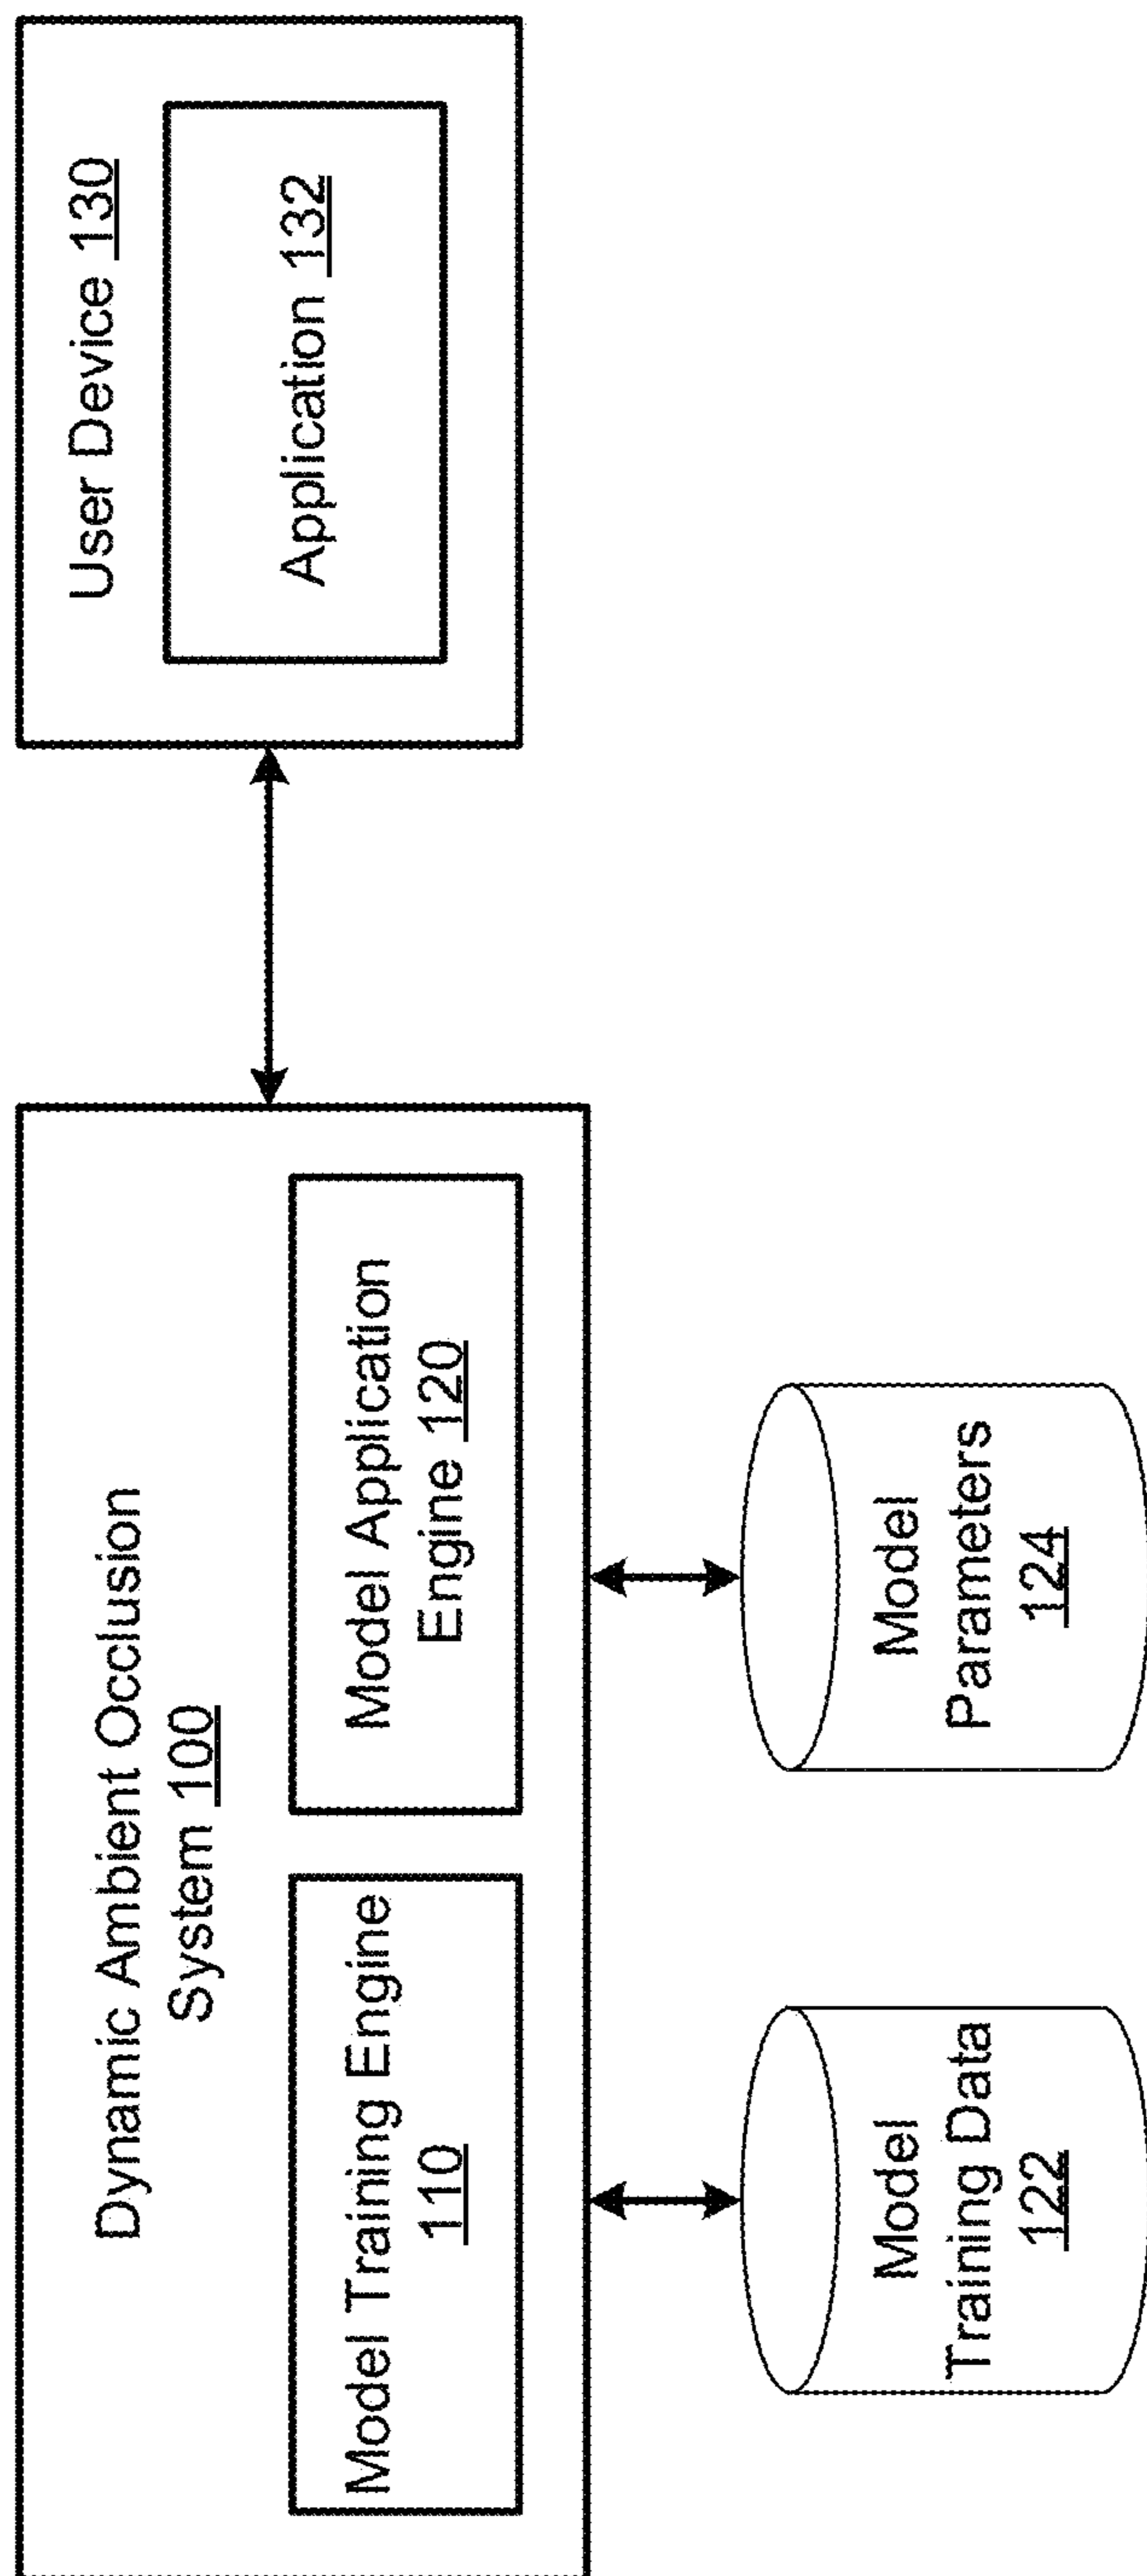 Dynamic Ambient Occlusion
System 100
Model Training Engine
110
Model Application
Engine 120
Model
Training Data
122
Model
Parameters
124
User Device 130
Application 132